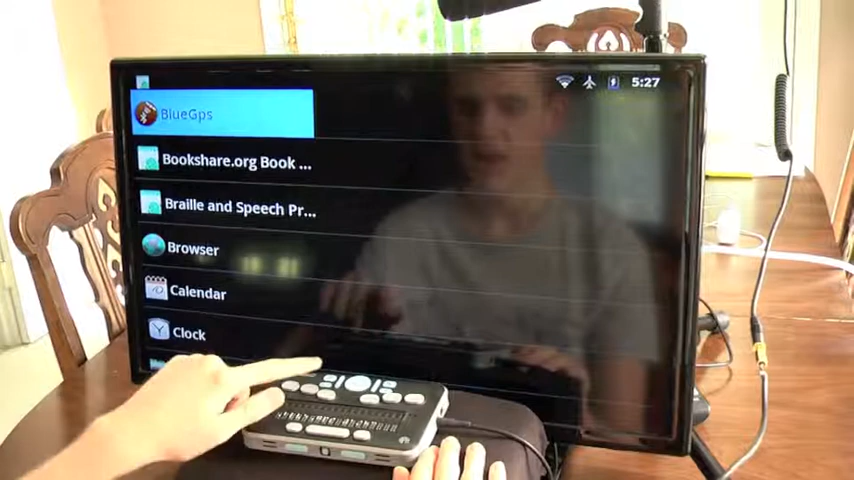 5:27
BlueGps
Bookshare.org Book ...
Braille and Speech Pr...
Browser
Calendar
Clock